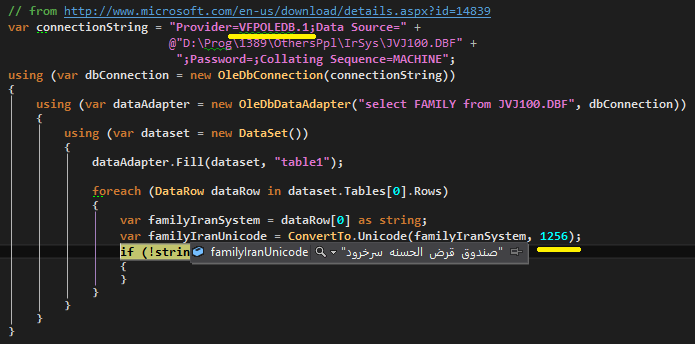 // from http://www.microsoft.com/en-us/download/details.aspx?id=14839
var connectionString = "Provider=VFPOLEDB.1;Data Source=" +
@"D:\Prog\1389\OthersPpl\IrSys\JVJ100.DBF" +
";Password=;Collating Sequence=MACHINE";
using (var dbConnection = new OleDbConnection(connectionString))
{
using (var dataAdapter = new OleDbDataAdapter("select FAMILY from JVJ100.DBF", dbConnection))
{
using (var dataset = new DataSet())
{
dataAdapter.Fill(dataset, "table1");
foreach (DataRow dataRow in dataset.Tables[0].Rows)
{
var familyIranSystem = dataRow[0] as string;
var familyIranUnicode = ConvertTo.Unicode(familyIranSystem, 1256);
if (!strin familyIranUnicode "صندوق قرض الحسنه سرخرود"
{
}
}
}
}
}